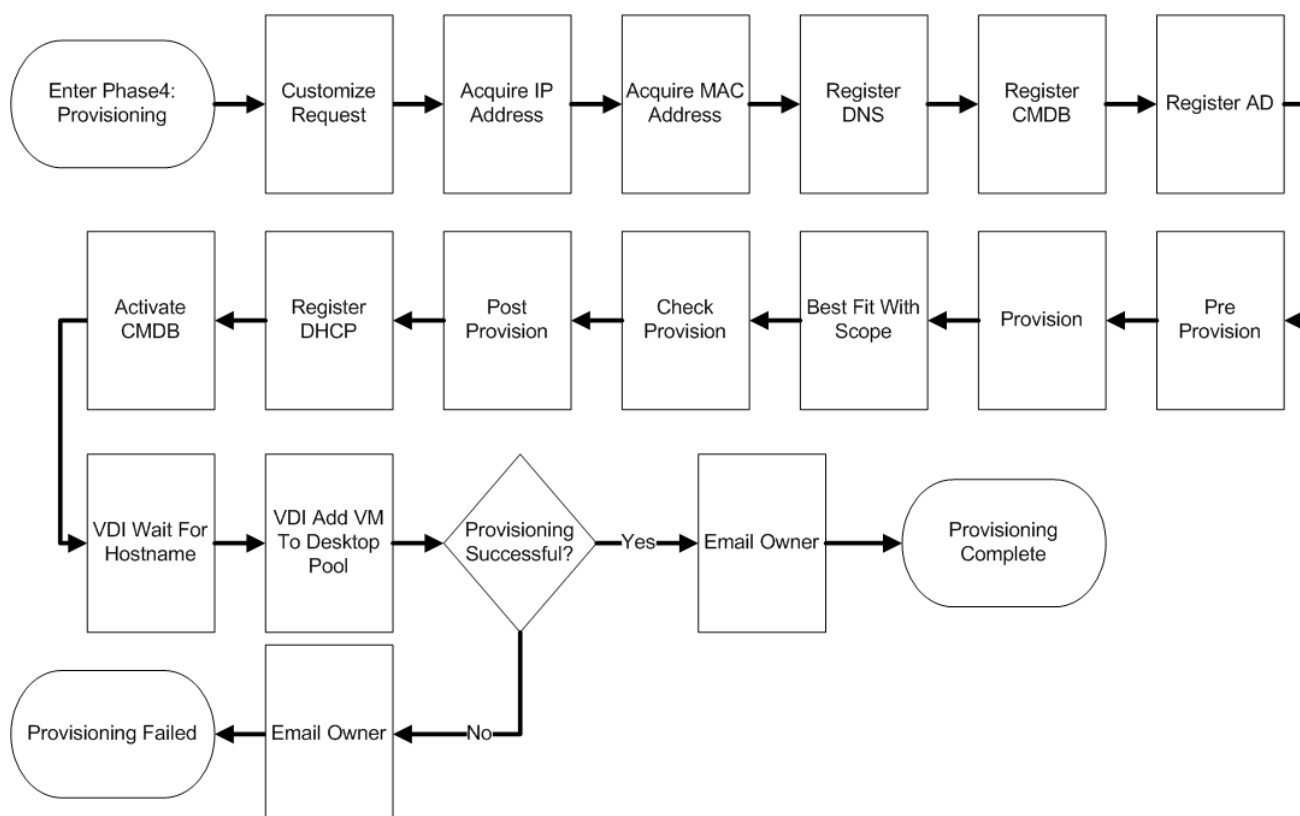 Enter Phase4:
Provisioning
Customize
Request
Acquire IP
Address
Acquire MAC
Address
Register
DNS
Register
CMDB
Register AD
Activate
CMDB
Register
DHCP
Post
Provision
Check
Provision
Best Fit With
Scope
Provision
Pre
Provision
VDI Wait For
Hostname
VDI Add VM
To Desktop
Pool
Provisioning
Successful?
Yes
Email Owner
Provisioning
Complete
Provisioning Failed
Email Owner
No